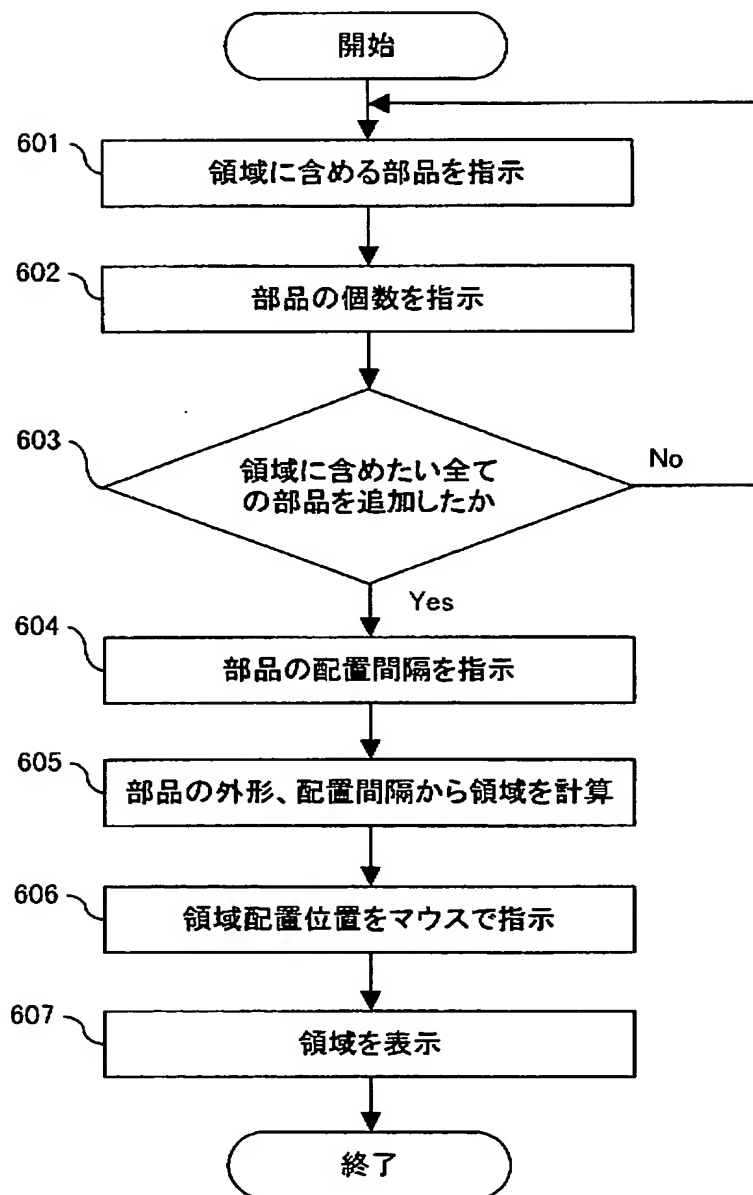 開始
601
領域に含める部品を指示
602
部品の個数を指示
603
領域に含めたい全て
の部品を追加したか
No
Yes
604
部品の配置間隔を指示
605
部品の外形、配置間隔から領域を計算
606
領域配置位置をマウスで指示
607
領域を表示
終了